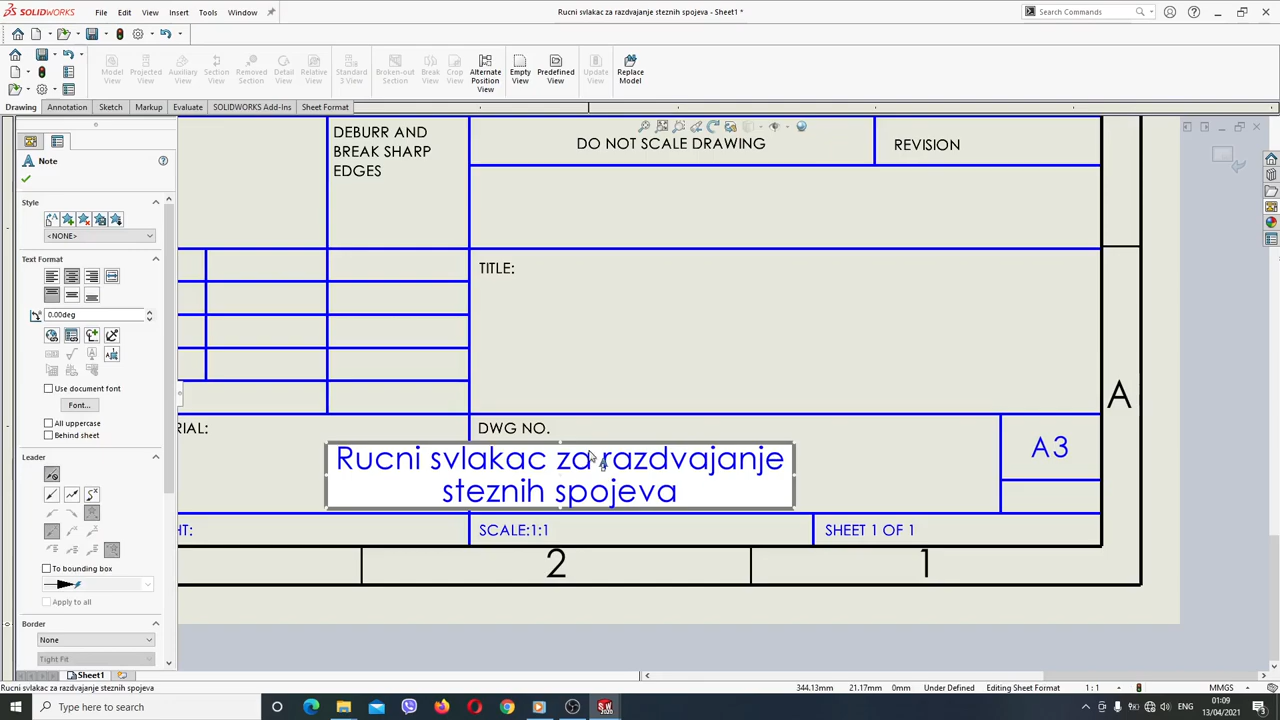 SOLIDWORKS
File Edit View Insert Tools Window
Rucni svlakac za razdvajanje steznih spojeva - Sheet1 *
Search Commands
Model View
Projected View
Auxiliary View
Section View
Removed Section
Detail View
Relative View
Standard 3 View
Broken-out Section
Break View
Crop View
Alternate Position View
Empty View
Predefined View
Update View
Replace Model
Drawing Annotation Sketch Markup Evaluate SOLIDWORKS Add-Ins Sheet Format
Note
Style
<NONE>
Text Format
0.00deg
Use document font
Font...
All uppercase
Behind sheet
Leader
To bounding box
Apply to all
Border
None
Tight Fit
DEBURR AND
BREAK SHARP
EDGES
DO NOT SCALE DRAWING
REVISION
TITLE:
A
RIAL:
DWG NO.
A3
Rucni svlakac za razdvajanje
steznih spojeva
HT:
SCALE:1:1
SHEET 1 OF 1
2
1
Sheet1
Rucni svlakac za razdvajanje steznih spojeva
344.13mm 21.17mm 0mm Under Defined Editing Sheet Format 1 : 1 MMGS
Type here to search
01:09
13/04/2021